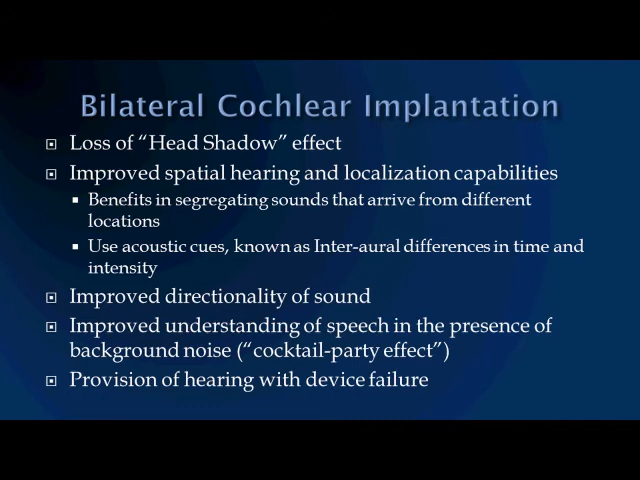 Bilateral Cochlear Implantation
Loss of “Head Shadow” effect
Improved spatial hearing and localization capabilities
Benefits in segregating sounds that arrive from different
locations
Use acoustic cues, known as Inter-aural differences in time and
intensity
Improved directionality of sound
Improved understanding of speech in the presence of
background noise (“cocktail-party effect”)
Provision of hearing with device failure